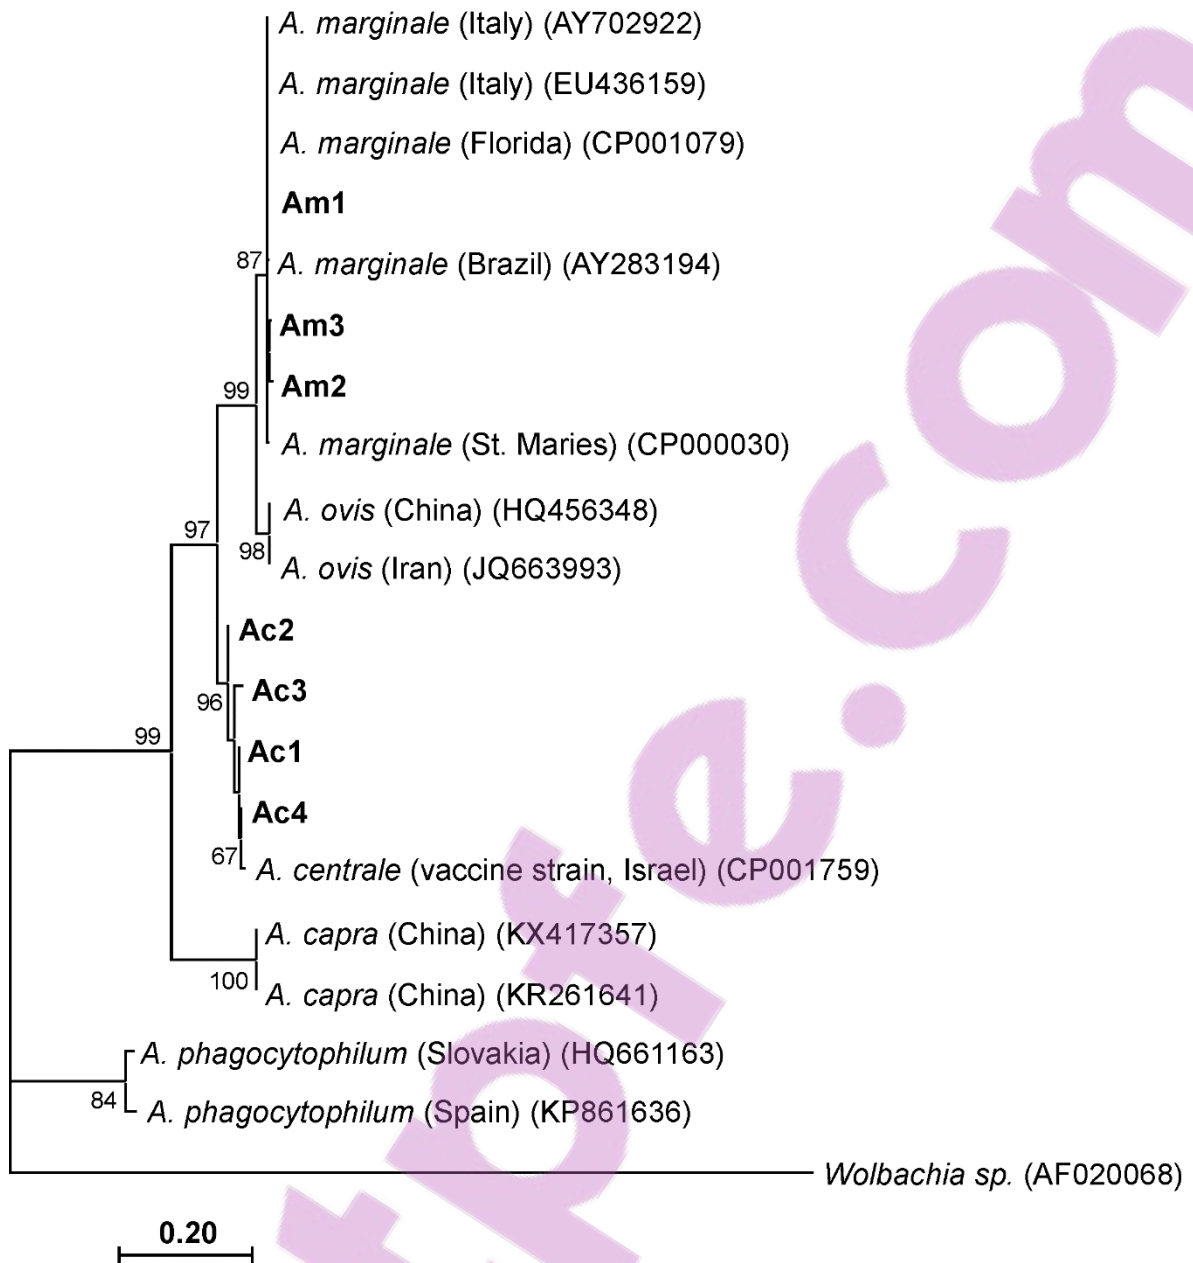 A. marginale (Italy) (AY702922)
A. marginale (Italy) (EU436159)
A. marginale (Florida) (CP001079)
Am1
87
A. marginale (Brazil) (AY283194)
Am3
Am2
99
A. marginale (St. Maries) (CP000030)
A. ovis (China) (HQ456348)
97
98
A. ovis (Iran) (JQ663993)
Ac2
Ac3
96
99
Ac1
Ac4
67
A. centrale (vaccine strain, Israel) (CP001759)
A. capra (China) (KX417357)
100
A. capra (China) (KR261641)
A. phagocytophilum (Slovakia) (HQ661163)
84
A. phagocytophilum (Spain) (KP861636)
Wolbachia sp. (AF020068)
0.20
tpfe.com